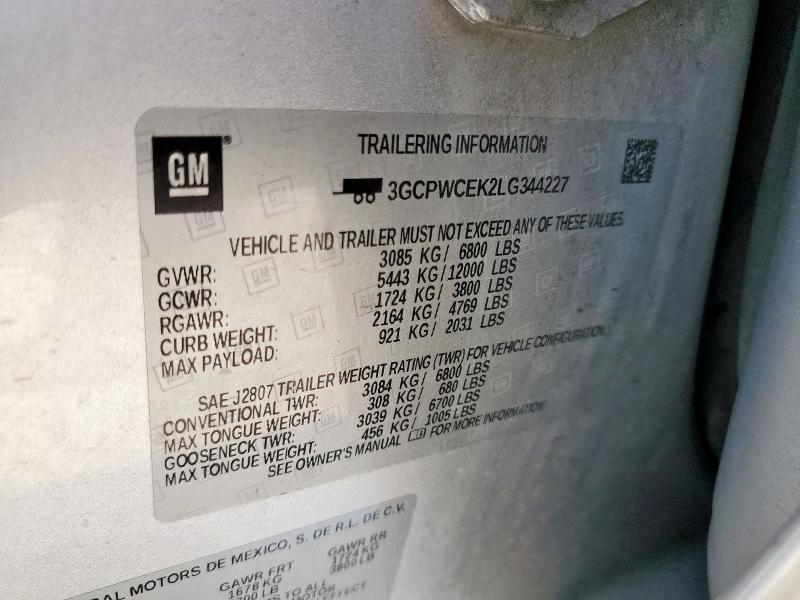 GM®
TRAILERING INFORMATION
3GCPWCEK2LG344227
VEHICLE AND TRAILER MUST NOT EXCEED ANY OF THESE VALUES
GVWR: 3085 KG/ 6800 LBS
GCWR: 5443 KG/12000 LBS
RGAWR: 1724 KG/ 3800 LBS
CURB WEIGHT: 2164 KG/ 4769 LBS
MAX PAYLOAD: 921 KG/ 2031 LBS
SAE J2807 TRAILER WEIGHT RATING (TWR) FOR VEHICLE CONFIGURATION
CONVENTIONAL TWR: 3084 KG/ 6800 LBS
MAX TONGUE WEIGHT: 308 KG/ 680 LBS
GOOSENECK TWR: 3039 KG/ 6700 LBS
MAX TONGUE WEIGHT: 456 KG/ 1005 LBS
SEE OWNER'S MANUAL FOR MORE INFORMATION
MOTORS DE MEXICO, S. DE R.L. DE C.V.
GAWR FRT GAWR RR
1678 KG 1724 KG
LB 3800 LB
TO ALL